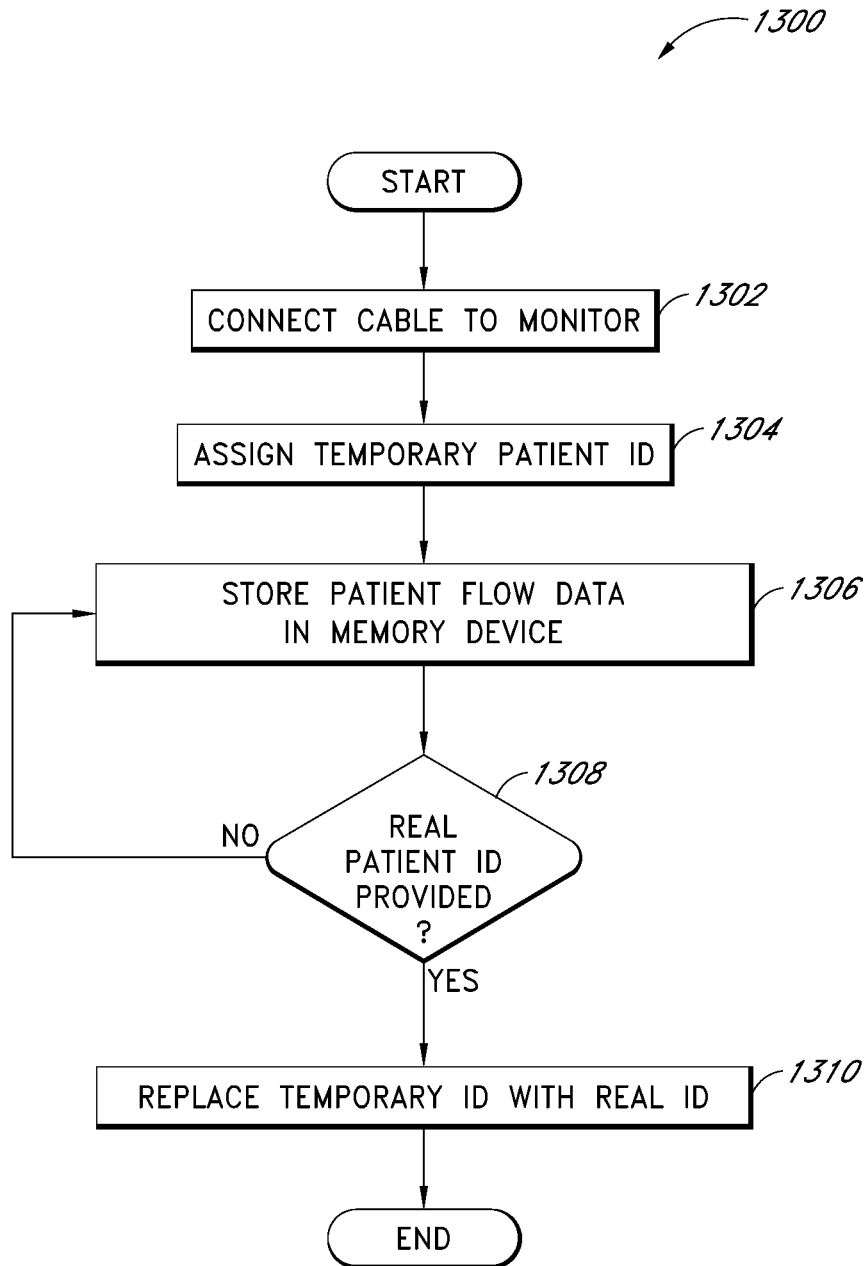 1300
START
CONNECT CABLE TO MONITOR
1302
ASSIGN TEMPORARY PATIENT ID
1304
STORE PATIENT FLOW DATA
IN MEMORY DEVICE
1306
REAL
PATIENT ID
PROVIDED
?
1308
NO
YES
REPLACE TEMPORARY ID WITH REAL ID
1310
END